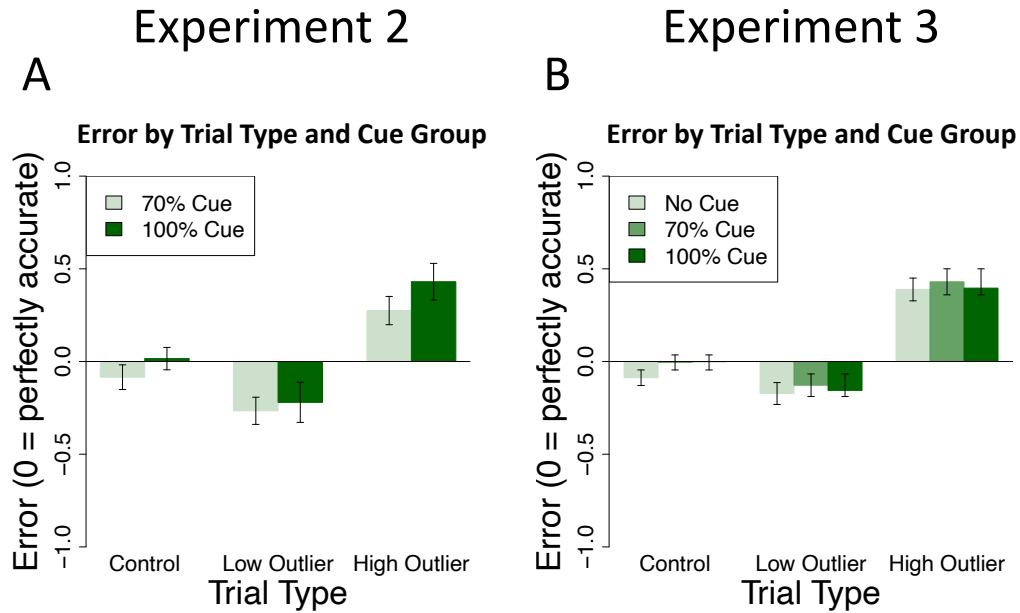 Experiment 2
A
Error by Trial Type and Cue Group
Error (0 = perfectly accurate)
1.0
0.5
0.0
−0.5
−1.0
70% Cue
100% Cue
Control
Low Outlier
High Outlier
Trial Type
Experiment 3
B
Error by Trial Type and Cue Group
Error (0 = perfectly accurate)
1.0
0.5
0.0
−0.5
−1.0
No Cue
70% Cue
100% Cue
Control
Low Outlier
High Outlier
Trial Type